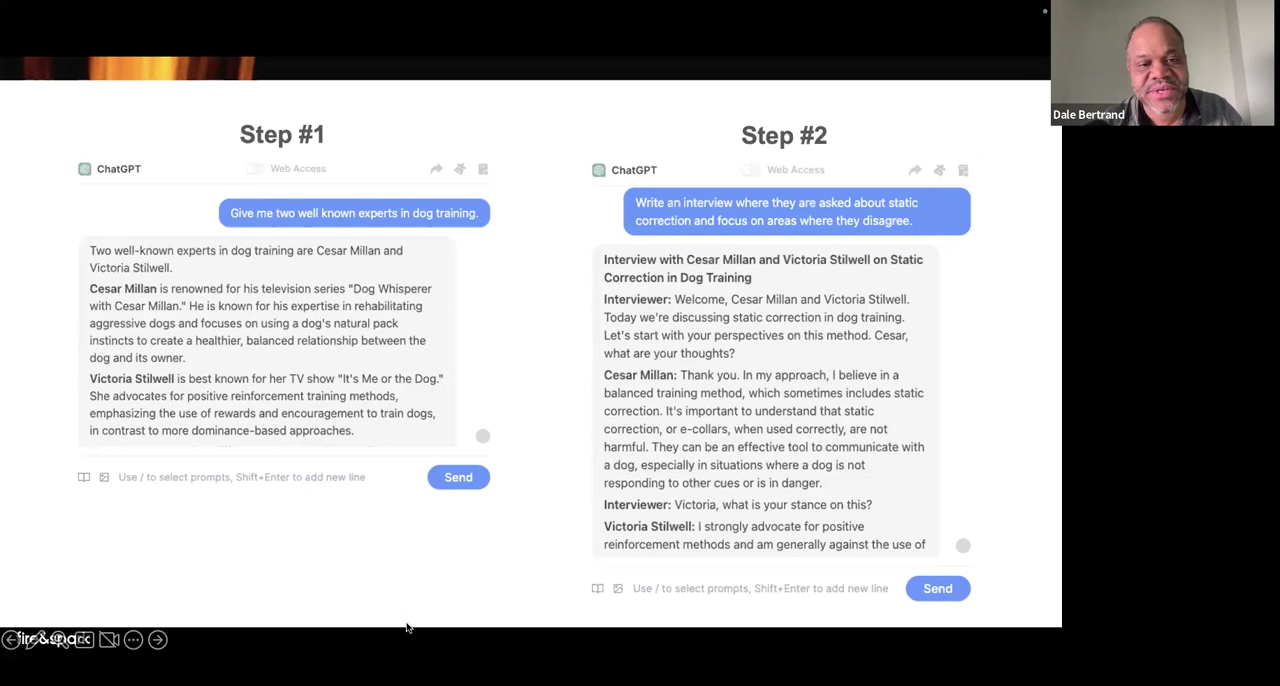 Dale Bertrand
Step #1
ChatGPT
Web Access
Give me two well known experts in dog training.
Two well-known experts in dog training are Cesar Millan and
Victoria Stilwell.
Cesar Millan is renowned for his television series "Dog Whisperer
with Cesar Millan." He is known for his expertise in rehabilitating
aggressive dogs and focuses on using a dog's natural pack
instincts to create a healthier, balanced relationship between the
dog and its owner.
Victoria Stilwell is best known for her TV show "It's Me or the Dog."
She advocates for positive reinforcement training methods,
emphasizing the use of rewards and encouragement to train dogs,
in contrast to more dominance-based approaches.
Use / to select prompts, Shift+Enter to add new line
Send
Step #2
ChatGPT
Web Access
Write an interview where they are asked about static
correction and focus on areas where they disagree.
Interview with Cesar Millan and Victoria Stilwell on Static
Correction in Dog Training
Interviewer: Welcome, Cesar Millan and Victoria Stilwell.
Today we're discussing static correction in dog training.
Let's start with your perspectives on this method. Cesar,
what are your thoughts?
Cesar Millan: Thank you. In my approach, I believe in a
balanced training method, which sometimes includes static
correction. It's important to understand that static
correction, or e-collars, when used correctly, are not
harmful. They can be an effective tool to communicate with
a dog, especially in situations where a dog is not
responding to other cues or is in danger.
Interviewer: Victoria, what is your stance on this?
Victoria Stilwell: I strongly advocate for positive
reinforcement methods and am generally against the use of
Use / to select prompts, Shift+Enter to add new line
Send